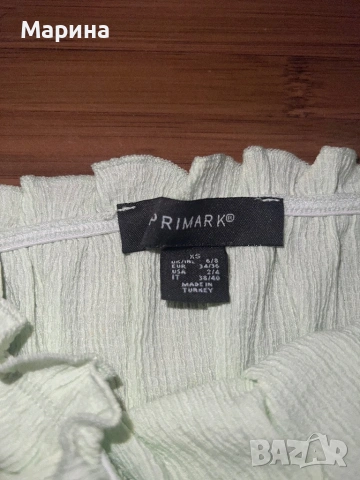 Марина
PRIMARK®
XS
UK/IRL 6/8
EUR 34/36
USA 2/4
IT 38/40
MADE IN
TURKEY
BAZAR